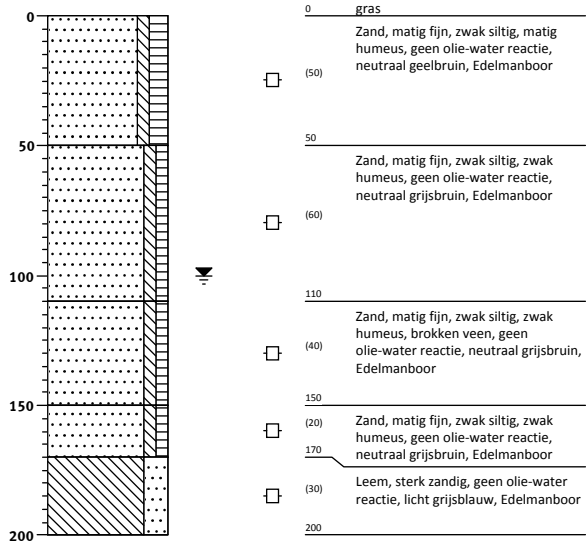 0
50
100
150
200
0 gras
Zand, matig fijn, zwak siltig, matig
humeus, geen olie-water reactie,
(50) neutraal geelbruin, Edelmanboor
50
Zand, matig fijn, zwak siltig, zwak
humeus, geen olie-water reactie,
(60) neutraal grijsbruin, Edelmanboor
110
Zand, matig fijn, zwak siltig, zwak
humeus, brokken veen, geen
(40) olie-water reactie, neutraal grijsbruin,
Edelmanboor
150
(20) Zand, matig fijn, zwak siltig, zwak
humeus, geen olie-water reactie,
170 neutraal grijsbruin, Edelmanboor
(30) Leem, sterk zandig, geen olie-water
reactie, licht grijsblauw, Edelmanboor
200